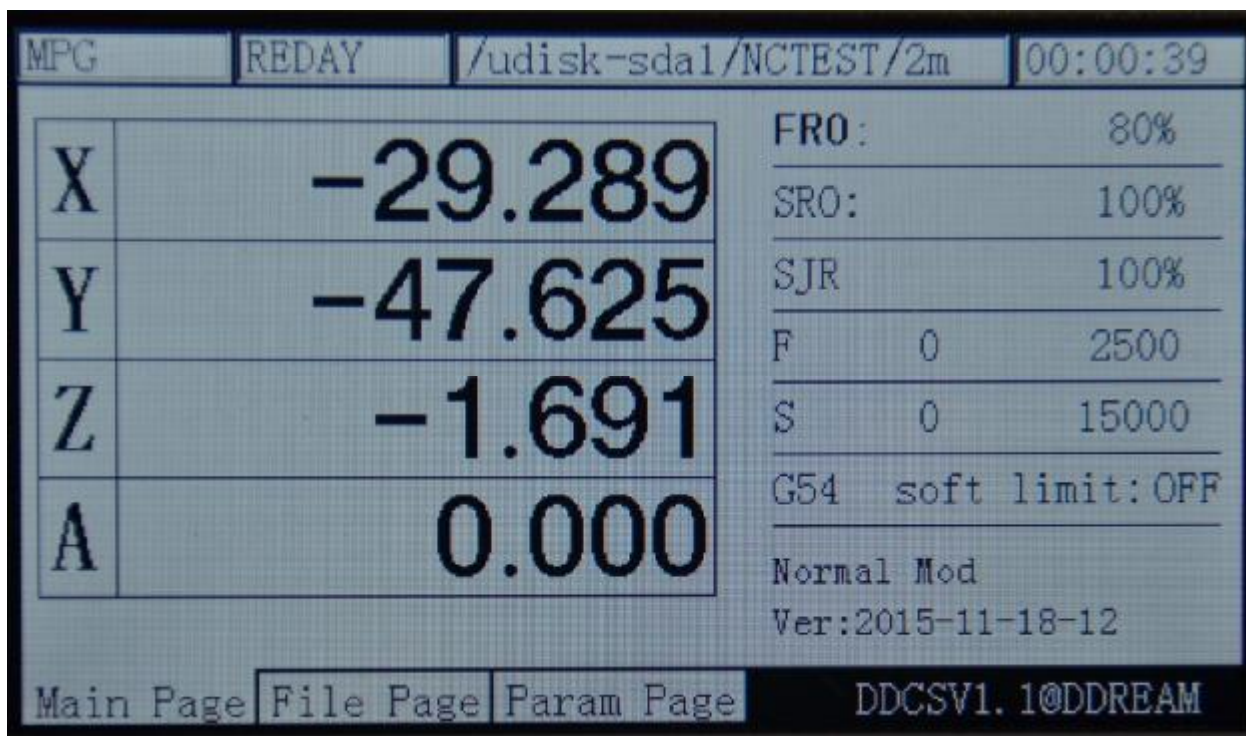 MPG REDAY /udisk-sda1/NCTEST/2m 00:00:39
X -29.289
Y -47.625
Z -1.691
A 0.000
FRO: 80%
SRO: 100%
SJR 100%
F 0 2500
S 0 15000
G54 soft limit:OFF
Normal Mod
Ver:2015-11-18-12
Main Page File Page Param Page DDCSV1.1@DDREAM